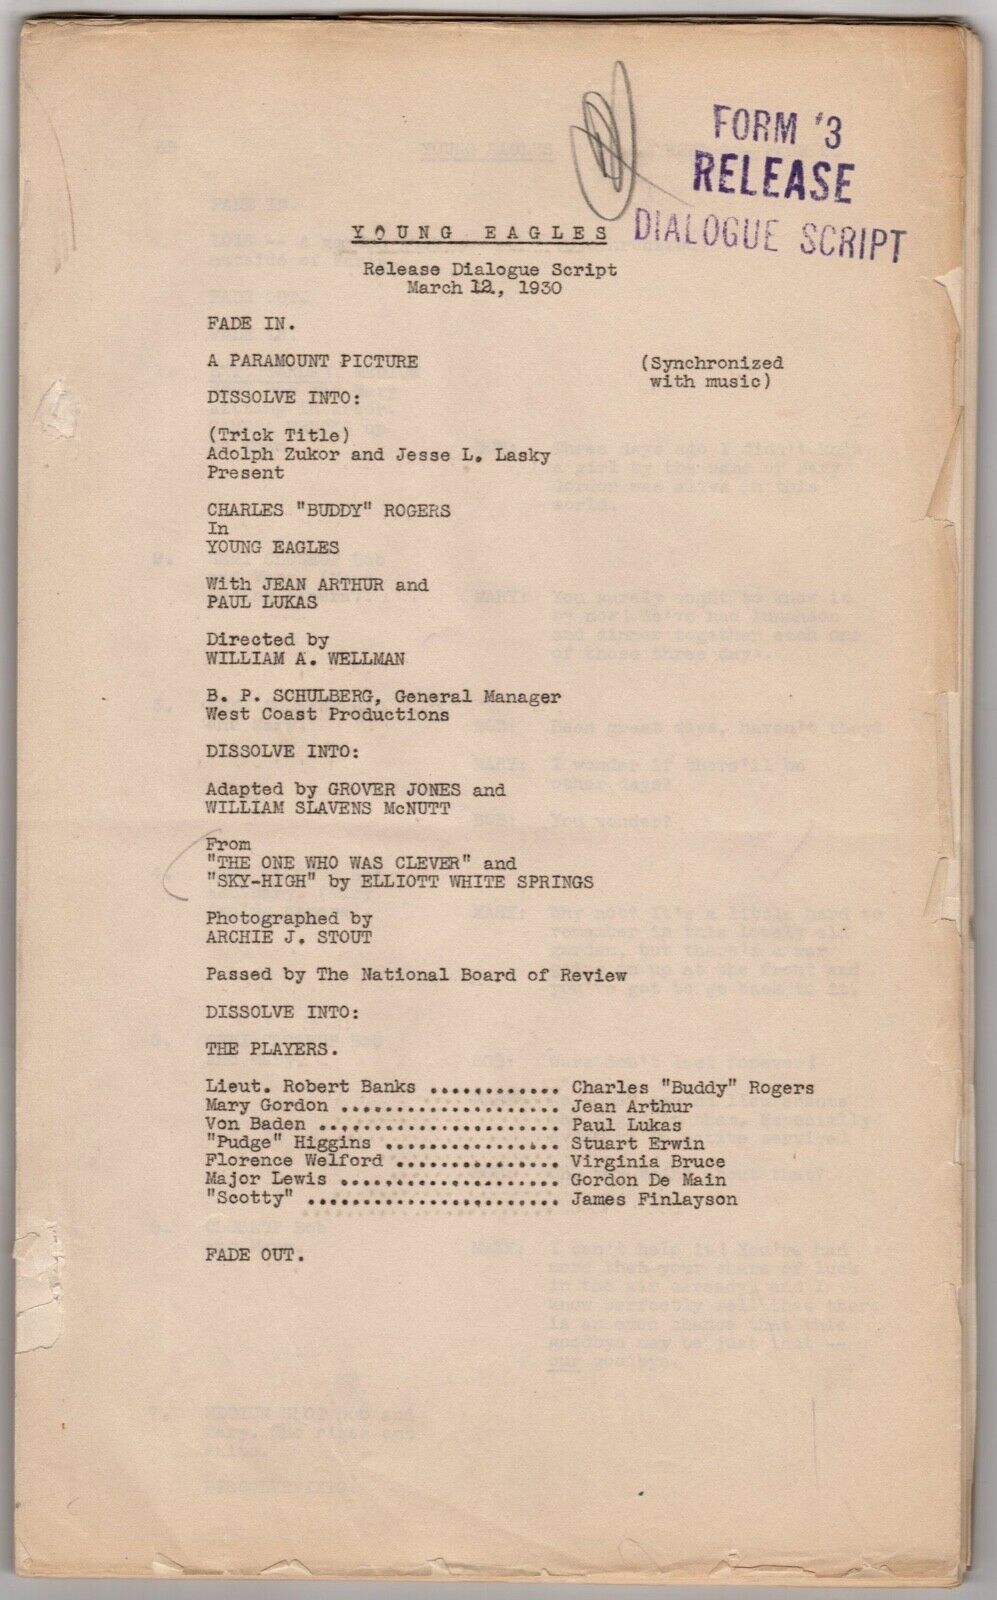 FORM '3
RELEASE
DIALOGUE SCRIPT
YOUNG EAGLES
Release Dialogue Script
March 12, 1930
FADE IN.
A PARAMOUNT PICTURE (Synchronized
with music)
DISSOLVE INTO:
(Trick Title)
Adolph Zukor and Jesse L. Lasky
Present
CHARLES "BUDDY" ROGERS
In
YOUNG EAGLES
With JEAN ARTHUR and
PAUL LUKAS
Directed by
WILLIAM A. WELLMAN
B. P. SCHULBERG, General Manager
West Coast Productions
DISSOLVE INTO:
Adapted by GROVER JONES and
WILLIAM SLAVENS McNUTT
From
"THE ONE WHO WAS CLEVER" and
"SKY-HIGH" by ELLIOTT WHITE SPRINGS
Photographed by
ARCHIE J. STOUT
Passed by The National Board of Review
DISSOLVE INTO:
THE PLAYERS.
Lieut. Robert Banks ............ Charles "Buddy" Rogers
Mary Gordon .................... Jean Arthur
Von Baden ...................... Paul Lukas
"Pudge" Higgins ................ Stuart Erwin
Florence Welford ............... Virginia Bruce
Major Lewis .................... Gordon De Main
"Scotty" ....................... James Finlayson
FADE OUT.